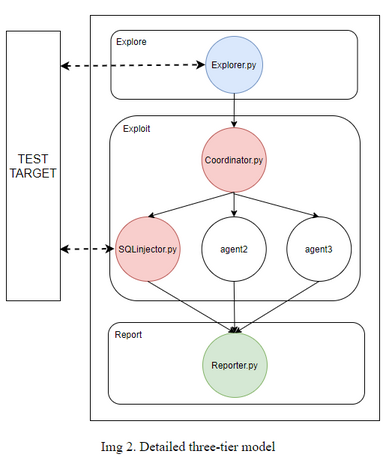 Explore
Explorer.py
TEST
TARGET
Exploit
Coordinator.py
SQLinjector.py
agent2
agent3
Report
Reporter.py
Img 2. Detailed three-tier model